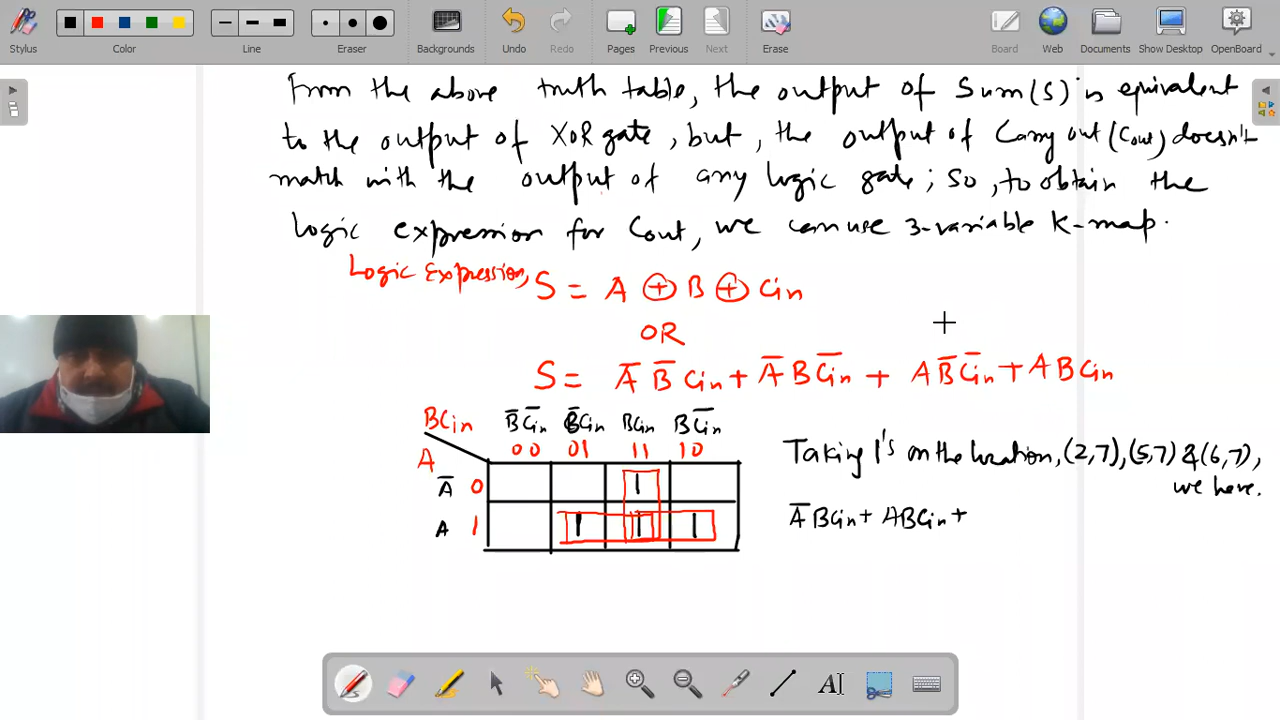 Stylus Color Line Eraser Backgrounds Undo Redo Pages Previous Next Erase Board Web Documents Show Desktop OpenBoard
From the above truth table, the output of Sum(S) is equivalent
to the output of XOR gate, but, the output of Carry out (Cout) doesn't
match with the output of any logic gate; So, to obtain the
Logic expression for Cout, we can use 3-variable K-map.
Logic Expression, S = A ⊕ B ⊕ Cin
OR
S = A̅ B̅ Cin + A̅ B C̅in + A B̅ C̅in + A B Cin
BCin B̅ C̅in B̅Cin BCin B C̅in
A 00 01 11 10
A̅ 0 1
A 1 1 1 1
Taking 1's on the location, (2,7), (5,7) & (6,7),
we have.
A̅ BCin + ABCin +